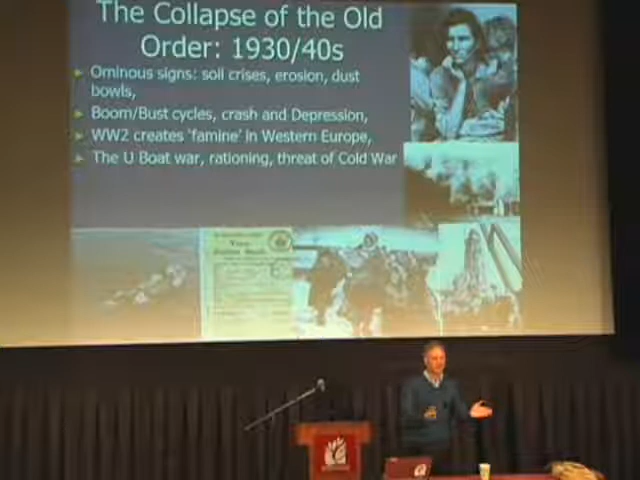 The Collapse of the Old
Order: 1930/40s
Ominous signs: soil crises, erosion, dust
bowls,
Boom/Bust cycles, crash and Depression,
WW2 creates 'famine' in Western Europe,
The U Boat war, rationing, threat of Cold War